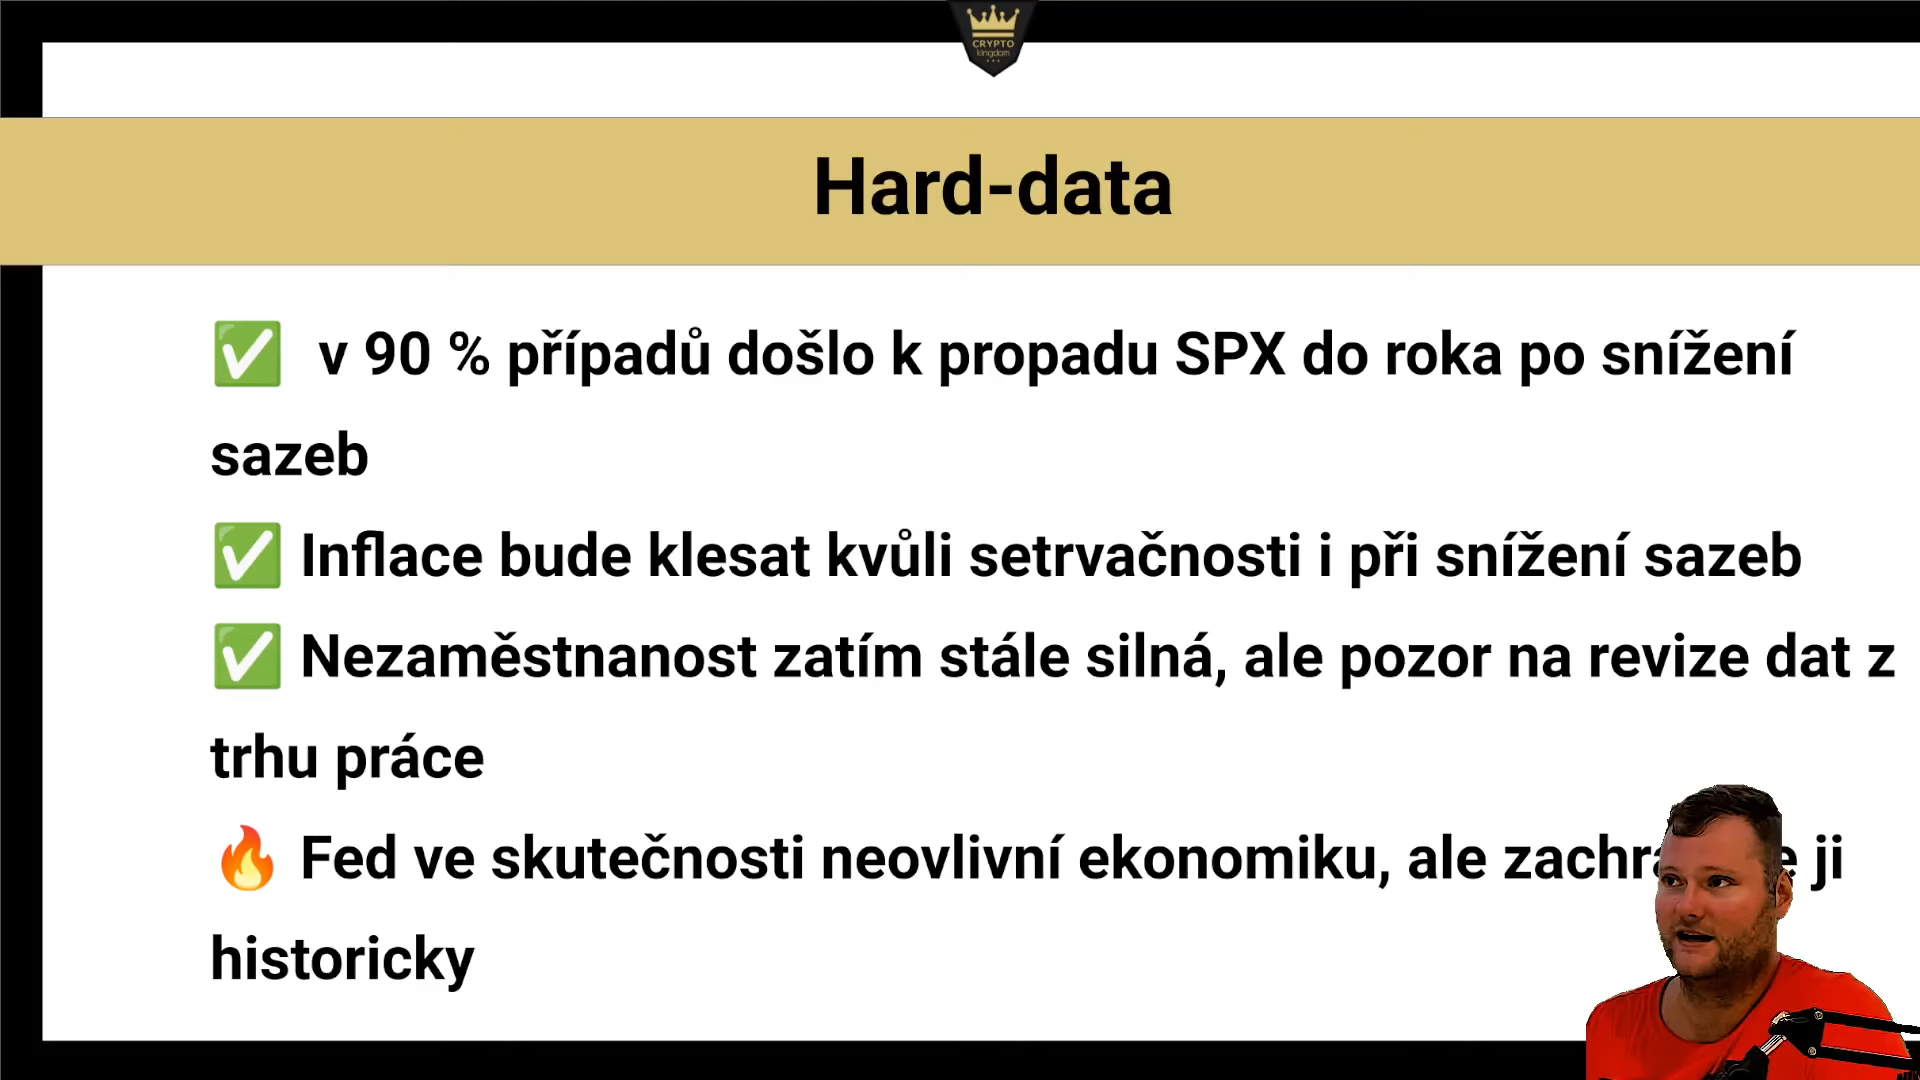 CRYPTO
kingdom
Hard-data
✅ v 90 % případů došlo k propadu SPX do roka po snížení
sazeb
✅ Inflace bude klesat kvůli setrvačnosti i při snížení sazeb
✅ Nezaměstnanost zatím stále silná, ale pozor na revize dat z
trhu práce
🔥 Fed ve skutečnosti neovlivní ekonomiku, ale ji
historicky